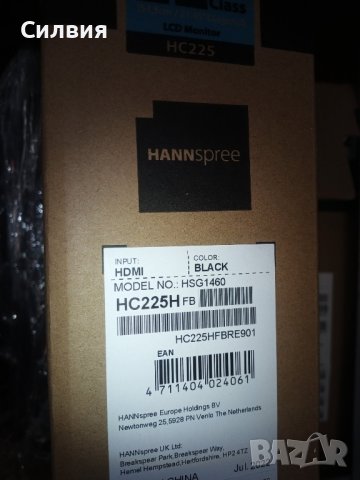 Силвия
Class
LCD Monitor
HC225
HANNspree
INPUT:
HDMI
COLOR:
BLACK
MODEL NO.: HSG1460
HC225H FB
HC225HFBRE901
EAN
4 711404 024061
HANNspree Europe Holdings BV
Newtonweg 25,5928 PN Venlo The Netherlands
HANNspree UK Ltd.
Breakspear Park,Breakspear Way,
Hemel Hempstead,Hertfordshire, HP2 4TZ
Jul.2022
CHINA
BAZAR